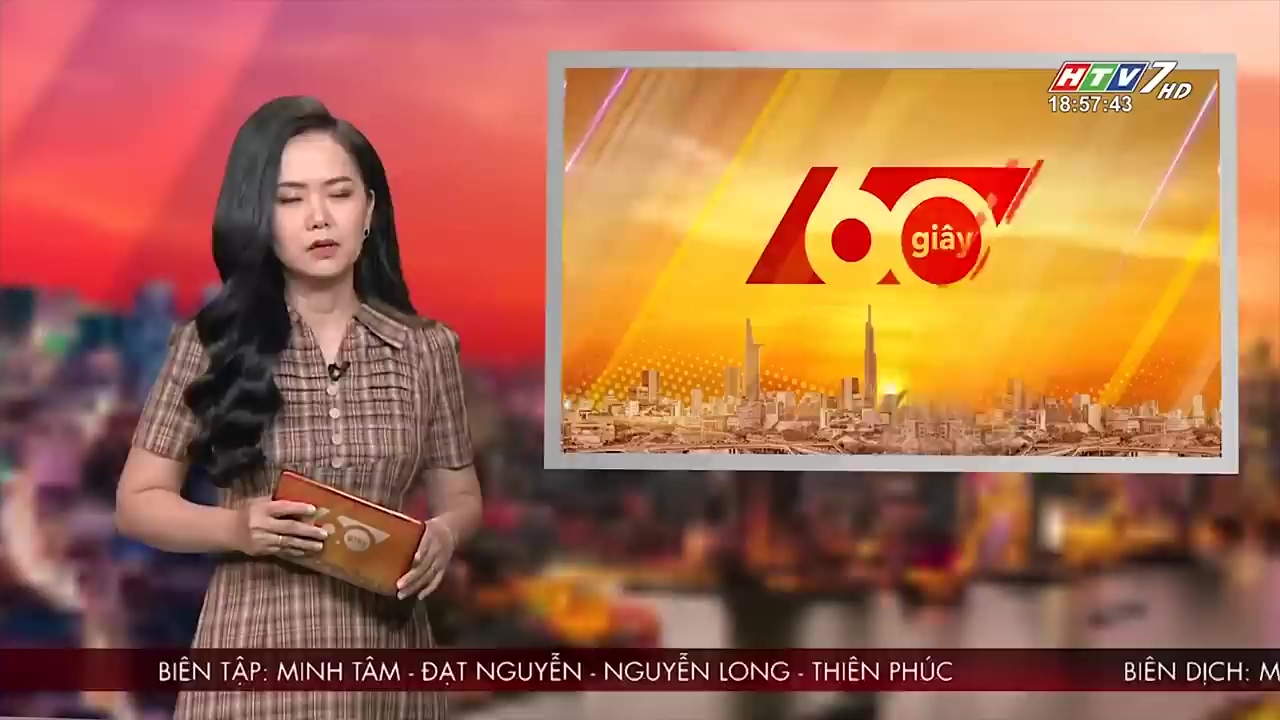 HTV7 HD
18:57:43
60
giây
60
BIÊN TẬP: MINH TÂM - ĐẠT NGUYỄN - NGUYỄN LONG - THIÊN PHÚC BIÊN DỊCH: M